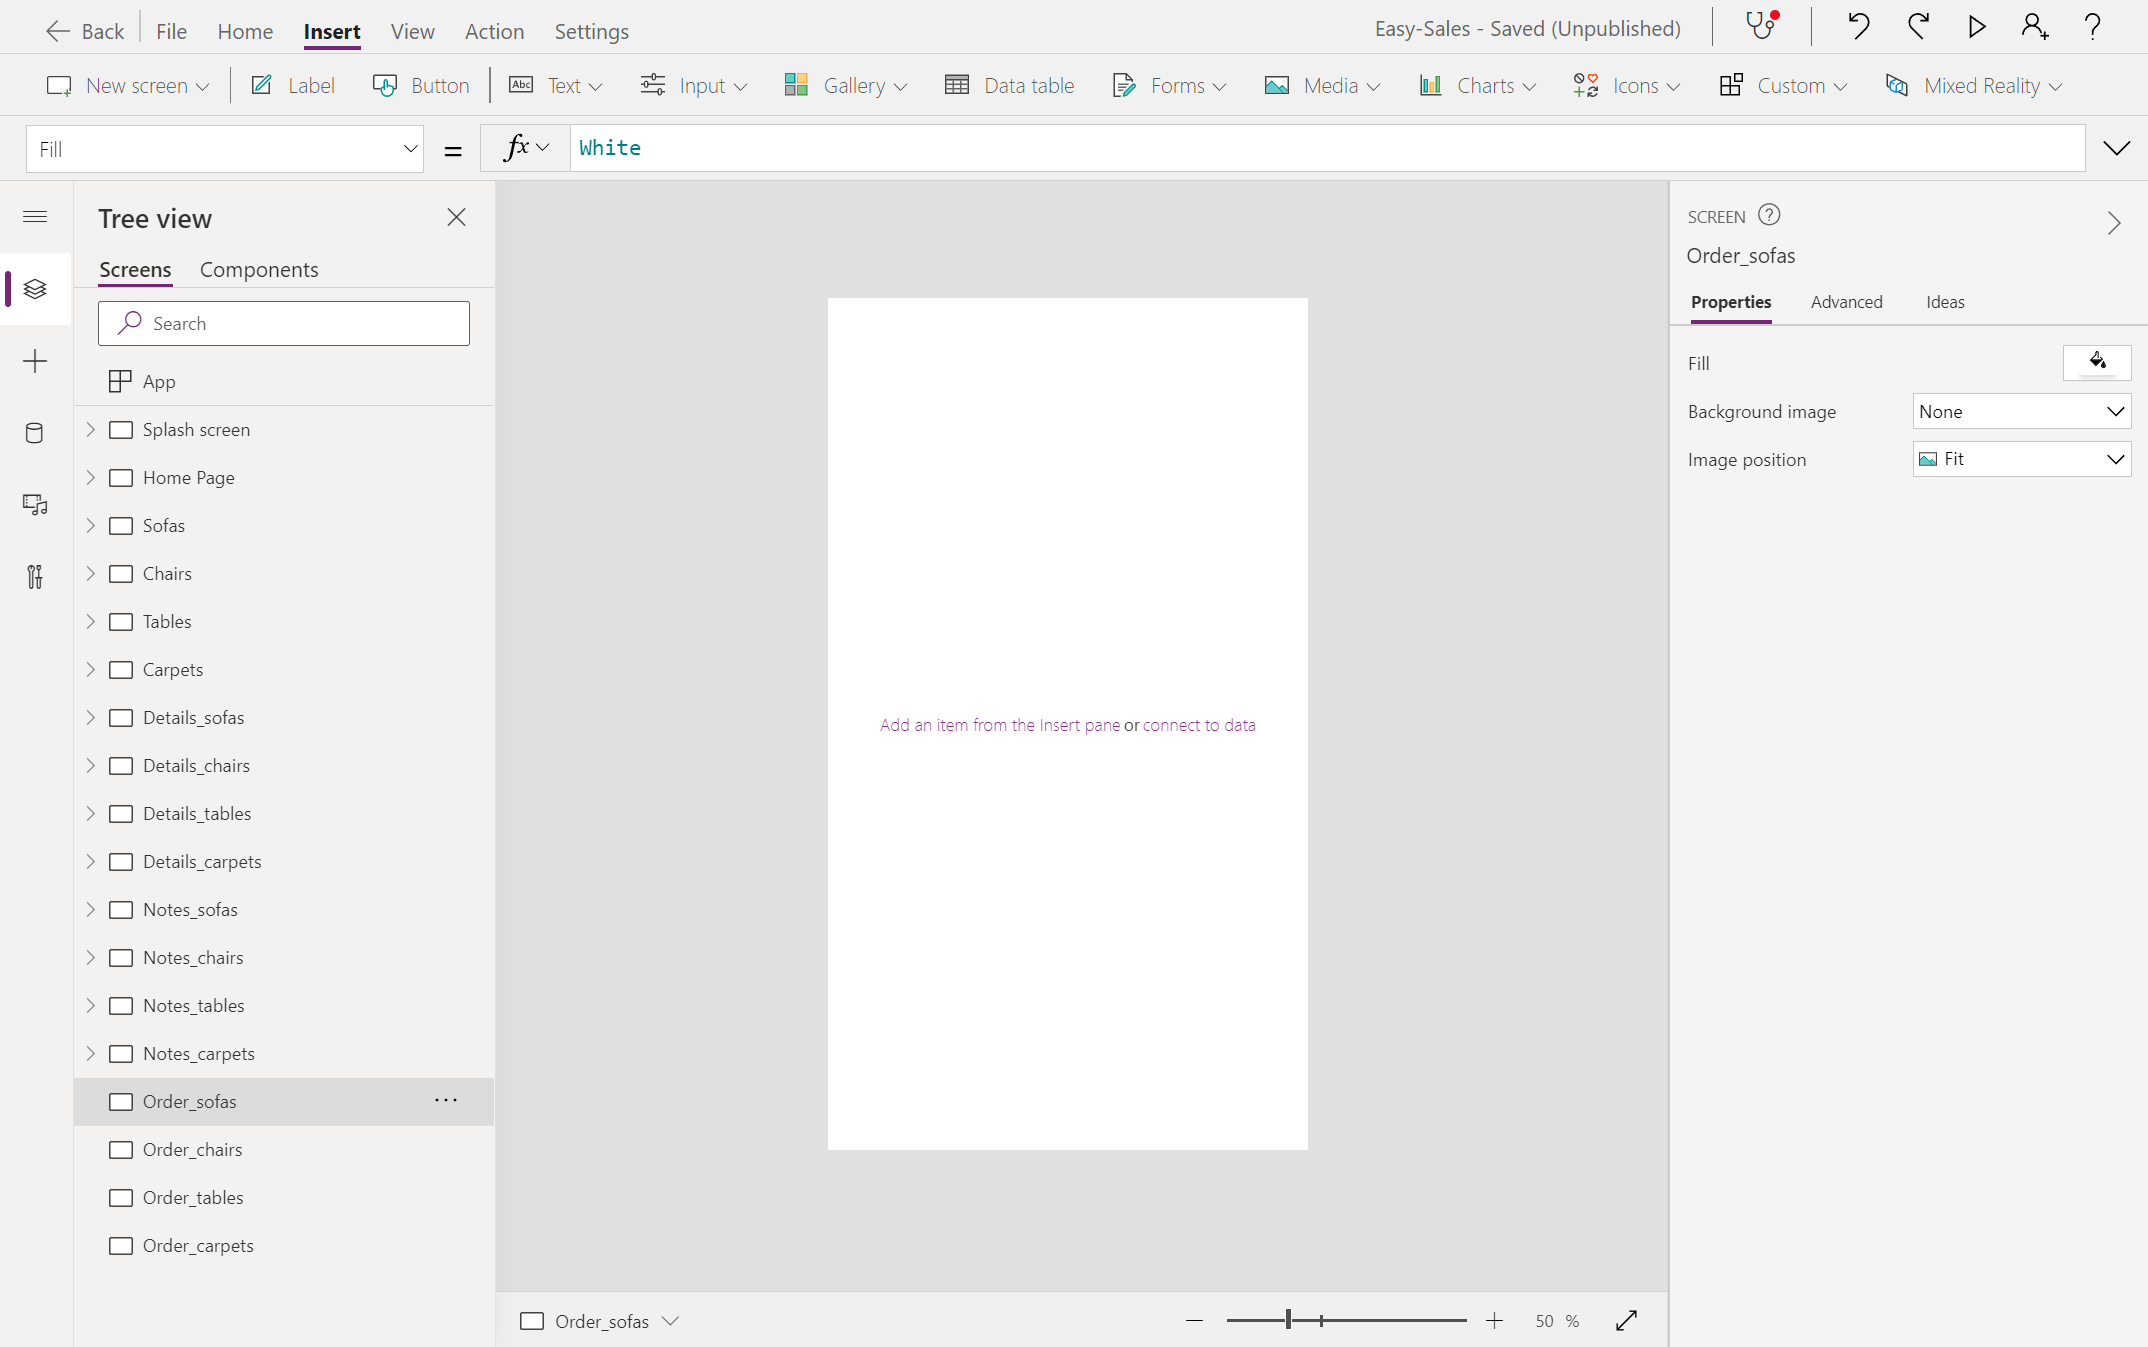 Back File Home Insert View Action Settings Easy-Sales - Saved (Unpublished)
New screen Label Button Abc Text Input Gallery Data table Forms Media Charts Icons Custom Mixed Reality
Fill = fx White
Tree view
Screens Components
Search
App
Splash screen
Home Page
Sofas
Chairs
Tables
Carpets
Details_sofas
Details_chairs
Details_tables
Details_carpets
Notes_sofas
Notes_chairs
Notes_tables
Notes_carpets
Order_sofas ...
Order_chairs
Order_tables
Order_carpets
Add an item from the Insert pane or connect to data
Order_sofas 50 %
SCREEN ?
Order_sofas
Properties Advanced Ideas
Fill
Background image None
Image position Fit